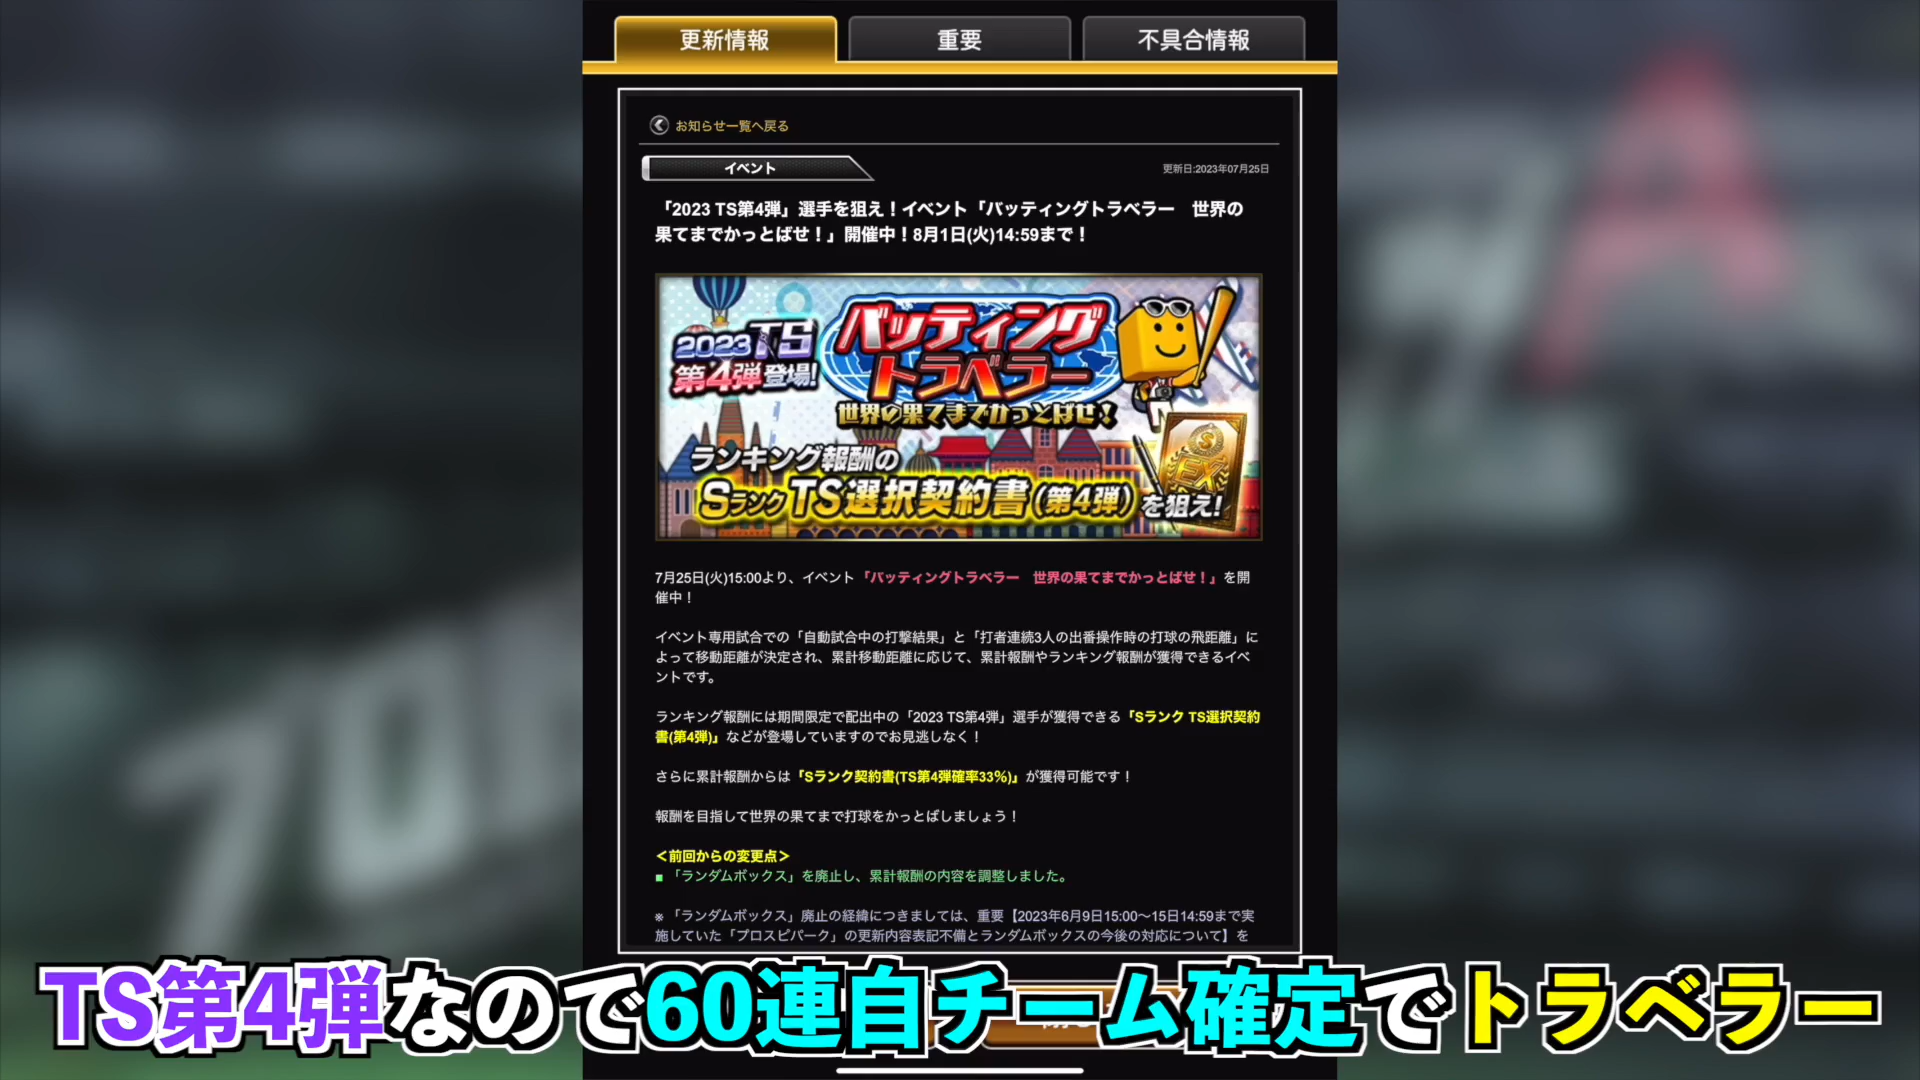 更新情報
重要
不具合情報
お知らせ一覧へ戻る
イベント
更新日:2023年07月25日
「2023 TS第4弾」選手を狙え！イベント「バッティングトラベラー　世界の
果てまでかっとばせ！」開催中！8月1日(火)14:59まで！
2023 TS
第4弾登場!
バッティング
トラベラー
世界の果てまでかっとばせ!
ランキング報酬の
Sランク TS選択契約書(第4弾)を狙え!
S
EX
7月25日(火)15:00より、イベント「バッティングトラベラー　世界の果てまでかっとばせ！」を開
催中！
イベント専用試合での「自動試合中の打撃結果」と「打者連続3人の出番操作時の打球の飛距離」に
よって移動距離が決定され、累計移動距離に応じて、累計報酬やランキング報酬が獲得できるイベ
ントです。
ランキング報酬には期間限定で配出中の「2023 TS第4弾」選手が獲得できる「Sランク TS選択契約
書(第4弾)」などが登場していますのでお見逃しなく！
さらに累計報酬からは「Sランク契約書(TS第4弾確率33%)」が獲得可能です！
報酬を目指して世界の果てまで打球をかっとばしましょう！
＜前回からの変更点＞
■ 「ランダムボックス」を廃止し、累計報酬の内容を調整しました。
※「ランダムボックス」廃止の経緯につきましては、重要【2023年6月9日15:00～15日14:59まで実
施していた「プロスピパーク」の更新内容表記不備とランダムボックスの今後の対応について】を
TS第4弾なので60連自チーム確定でトラベラー